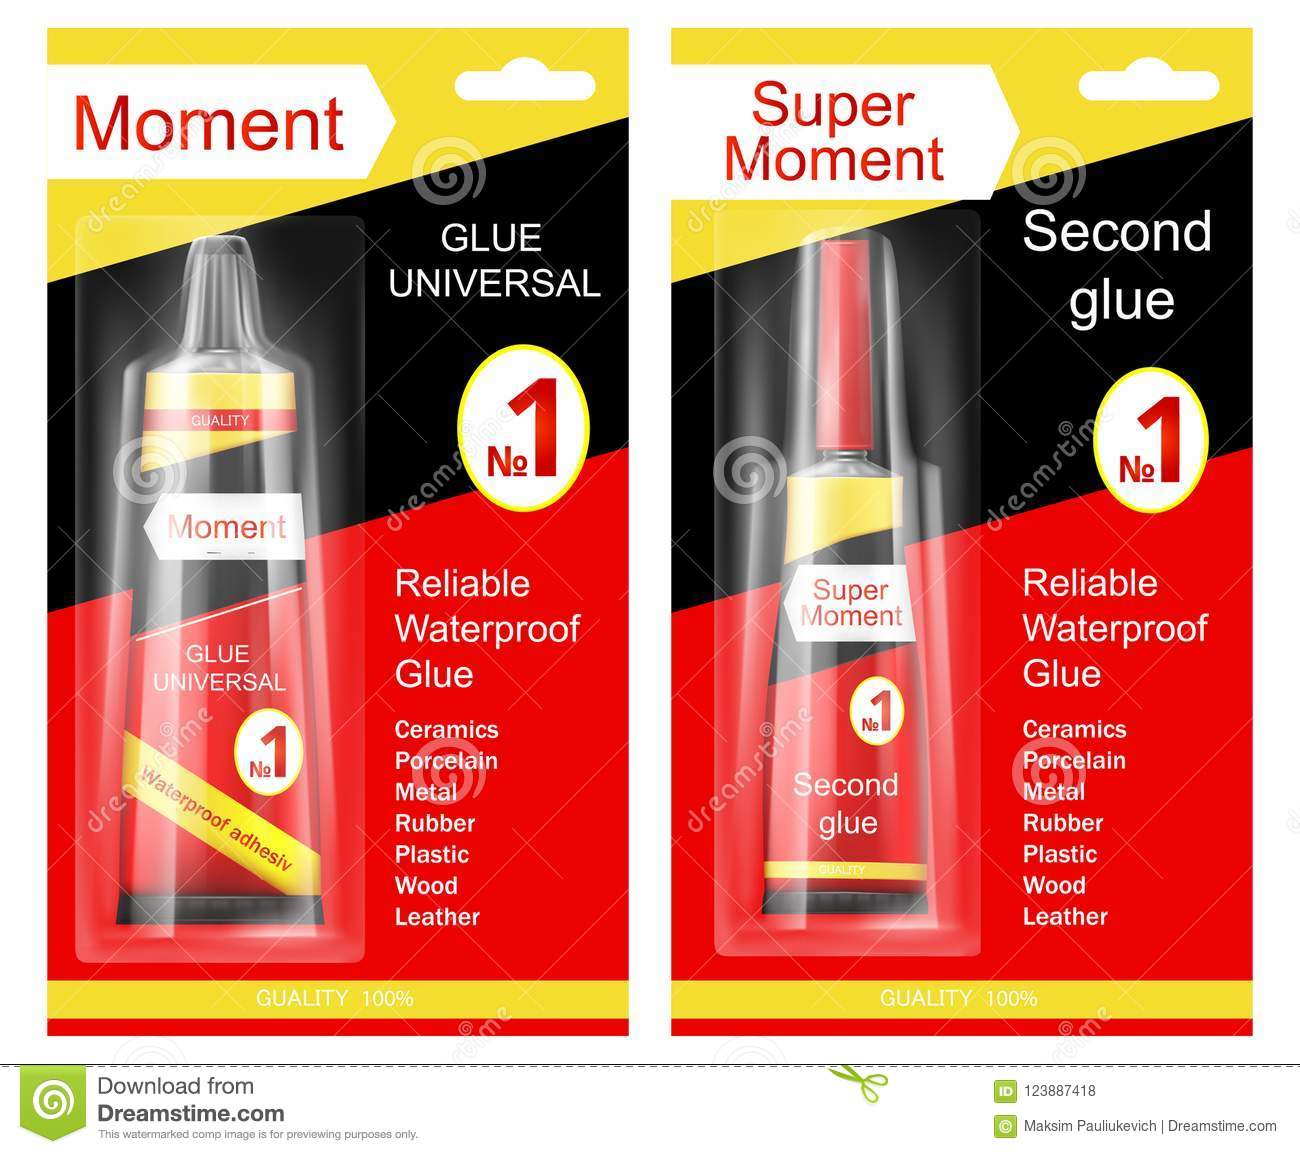 Moment
GLUE
UNIVERSAL
№1
GUALITY
Moment
GLUE
UNIVERSAL
№1
Waterproof adhesiv
Reliable
Waterproof
Glue
Ceramics
Porcelain
Metal
Rubber
Plastic
Wood
Leather
GUALITY 100%
Super
Moment
Second
glue
№1
Super
Moment
№1
Second
glue
GUALITY
Reliable
Waterproof
Glue
Ceramics
Porcelain
Metal
Rubber
Plastic
Wood
Leather
GUALITY 100%
Download from
Dreamstime.com
This watermarked comp image is for previewing purposes only.
ID 123887418
© Maksim Pauliukevich | Dreamstime.com